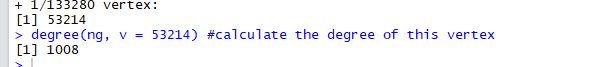 + 1/133280 vertex:
[1] 53214
> degree(ng, v = 53214) #calculate the degree of this vertex
[1] 1008
>